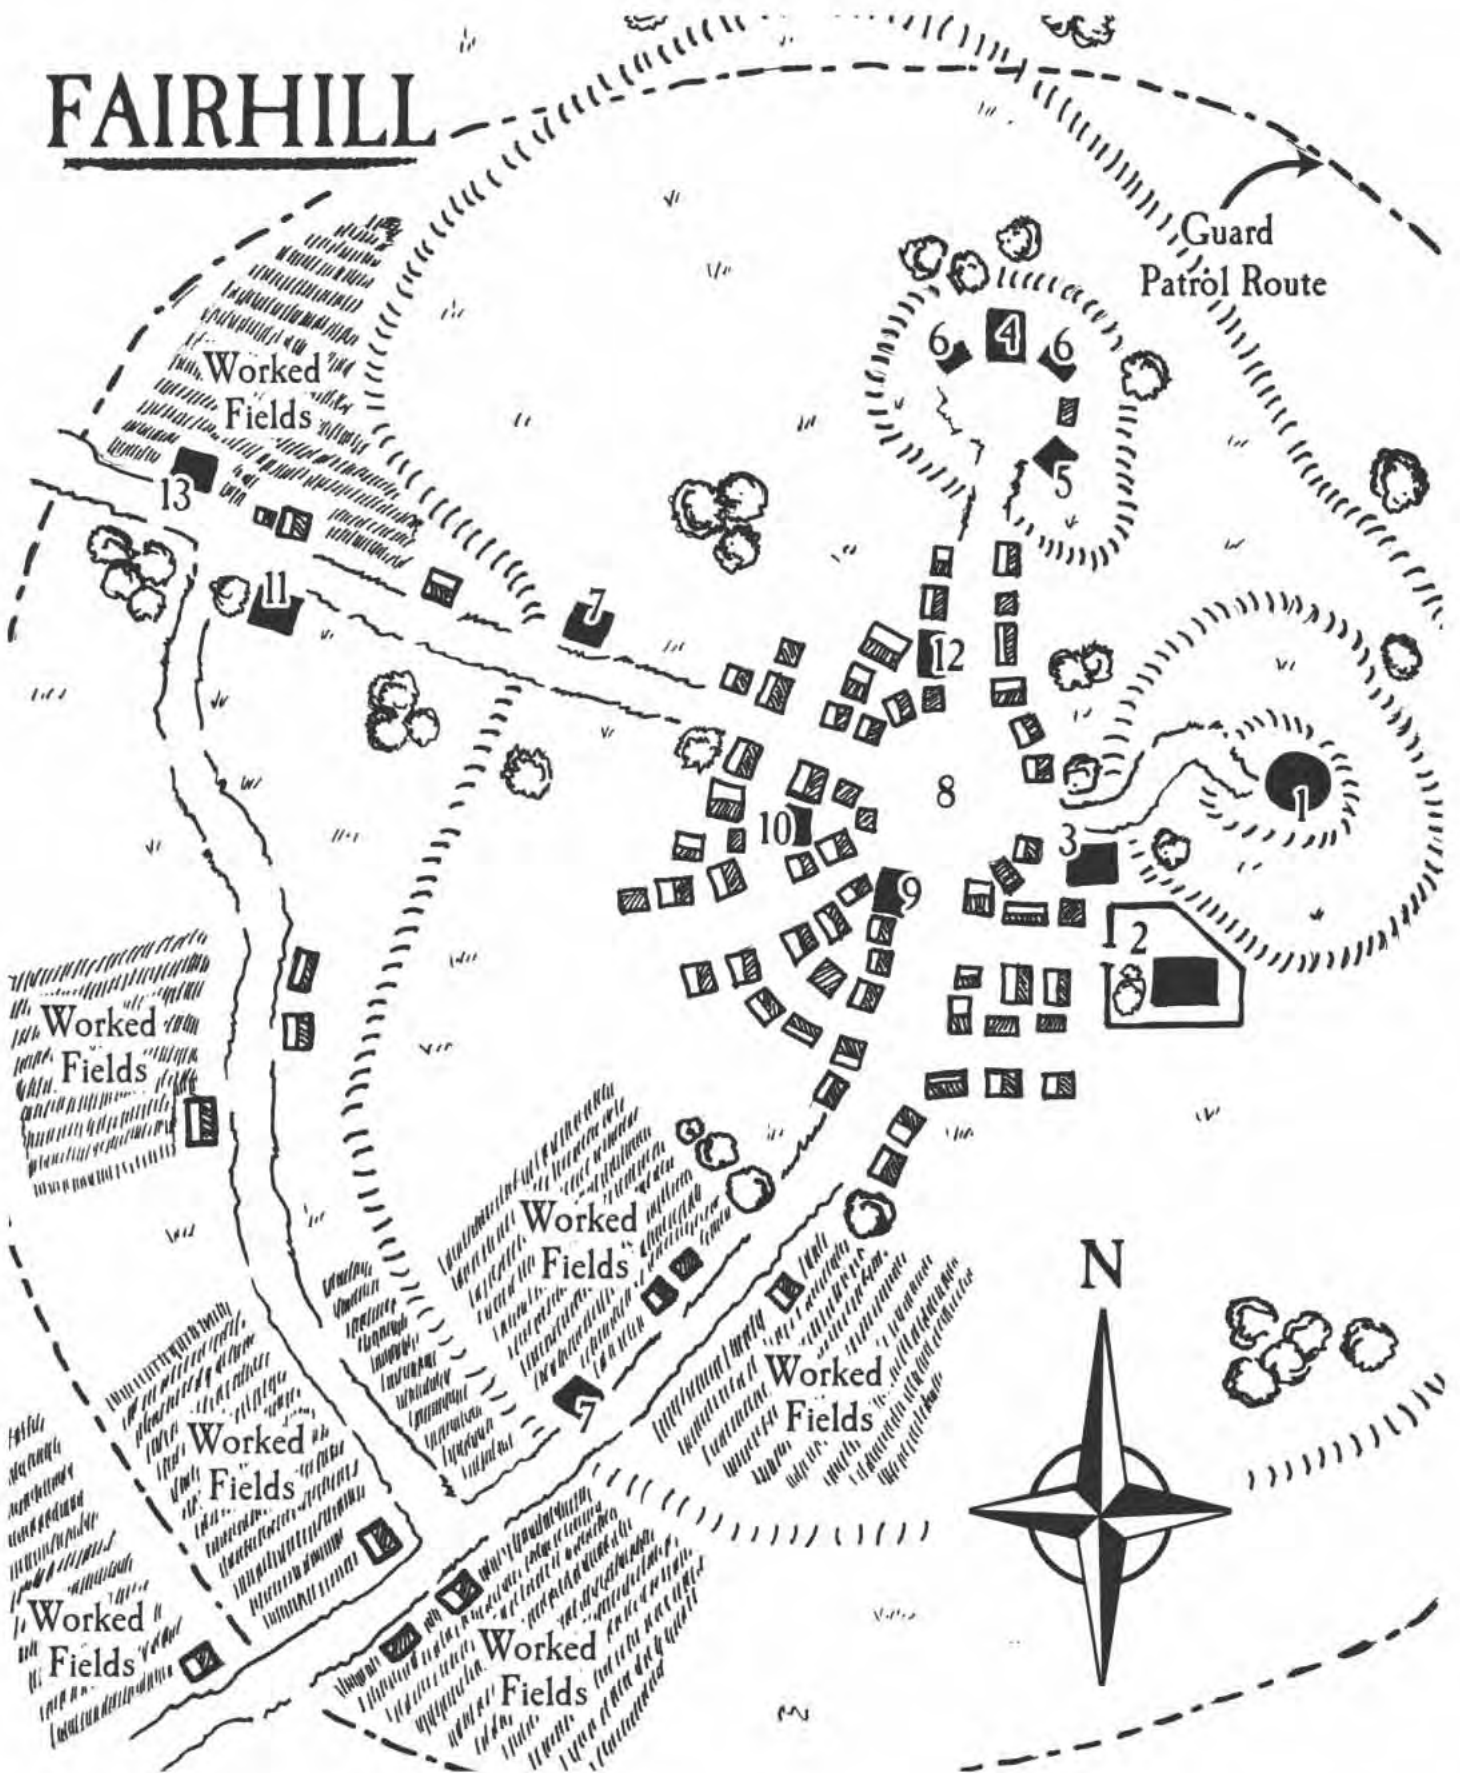 FAIRHILL
Guard
Patrol Route
6
4
6
Worked
Fields
5
13
11
7
12
8
1
10
3
9
2
Worked
Fields
Worked
Fields
N
Worked
Fields
7
Worked
Fields
Worked
Fields
Worked
Fields